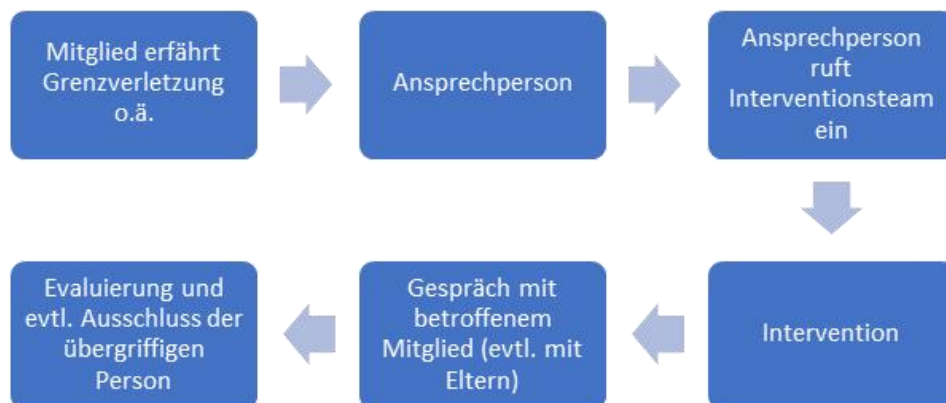 Mitglied erfährt
Grenzverletzung
o.ä.
Ansprechperson
Ansprechperson
ruft
Interventionsteam
ein
Intervention
Gespräch mit
betroffenem
Mitglied (evtl. mit
Eltern)
Evaluierung und
evtl. Ausschluss der
übergriffigen
Person